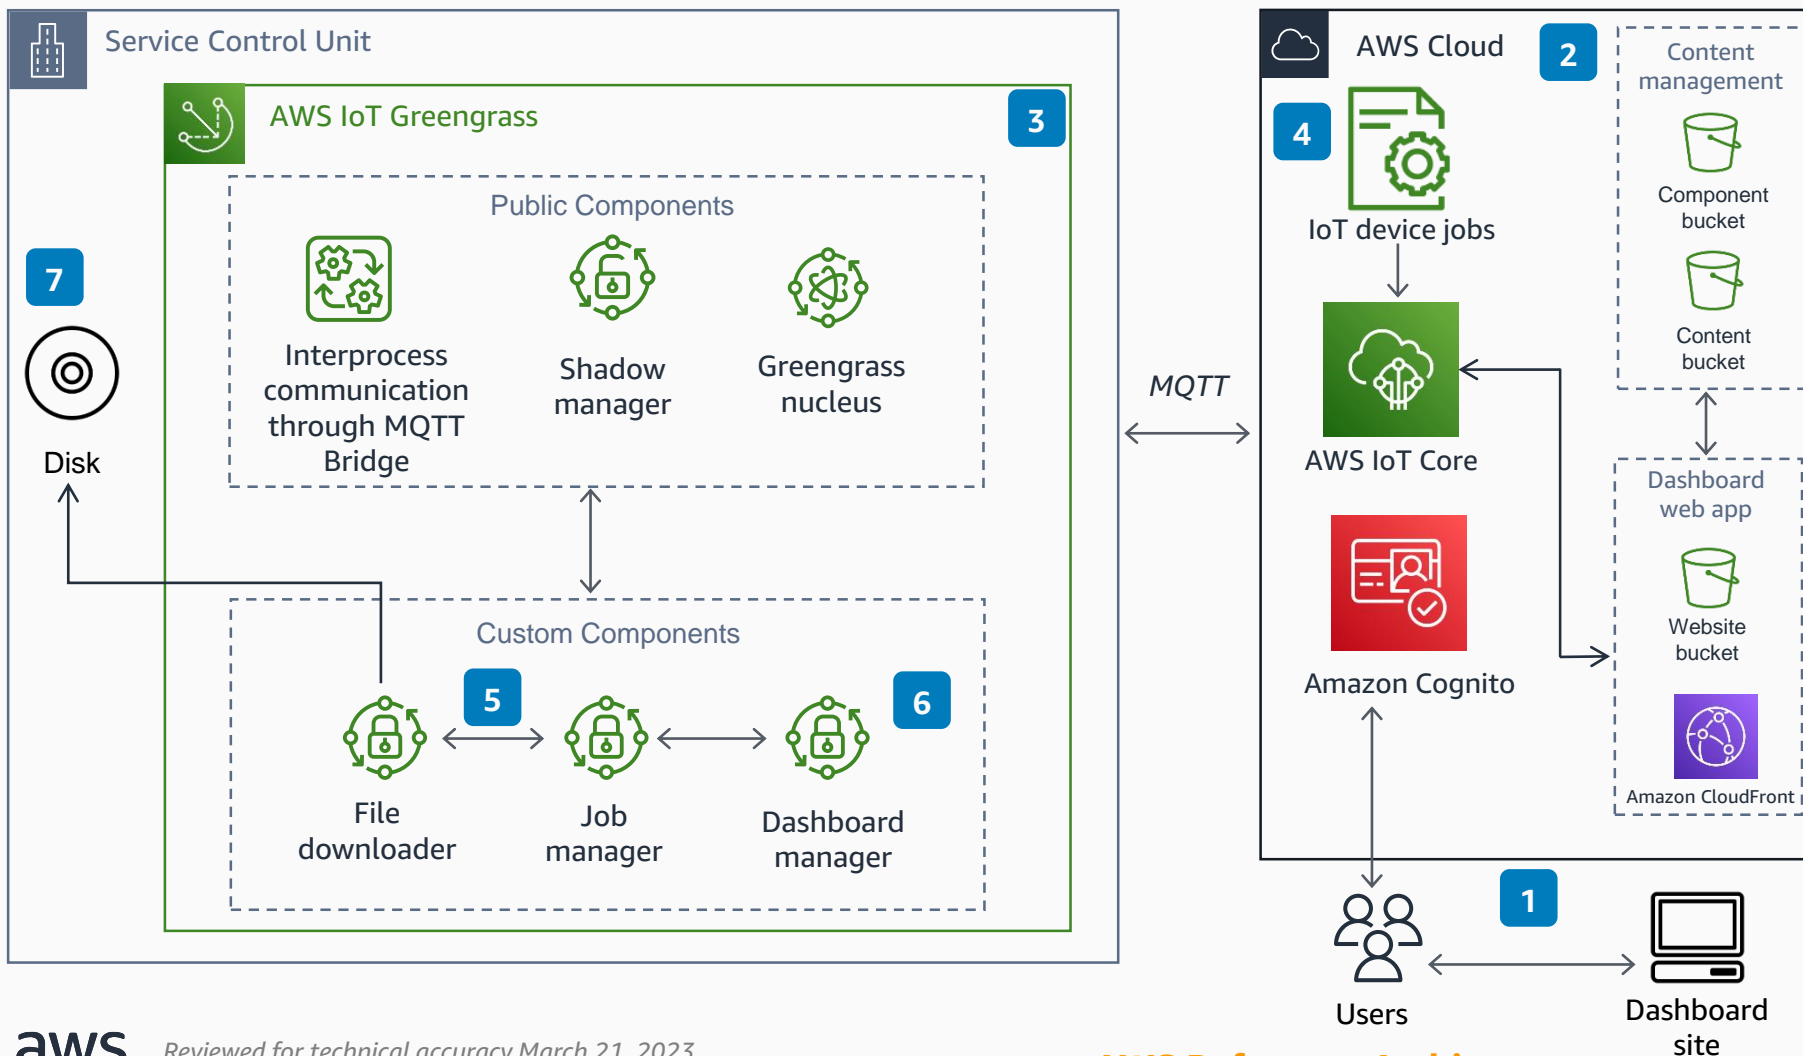 Service Control Unit
AWS IoT Greengrass
3
Public Components
Interprocess
communication
through MQTT
Bridge
Shadow
manager
Greengrass
nucleus
7
Disk
Custom Components
5
6
File
downloader
Job
manager
Dashboard
manager
MQTT
AWS Cloud
2
Content
management
4
IoT device jobs
Component
bucket
Content
bucket
AWS IoT Core
Dashboard
web app
Website
bucket
Amazon Cognito
Amazon CloudFront
1
Users
Dashboard
site
aws
Reviewed for technical accuracy March 21, 2023
AWS Reference Archi